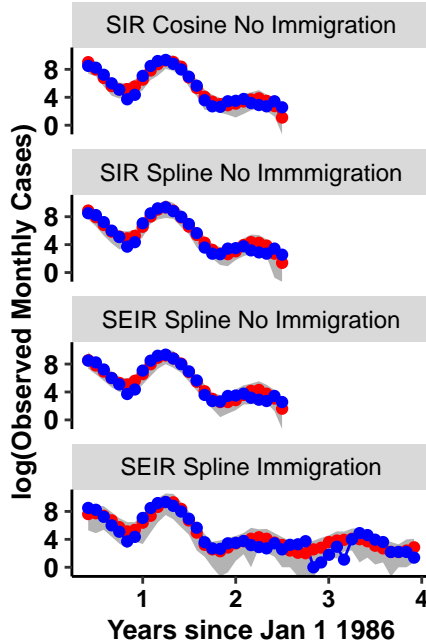 SIR Cosine No Immigration
8
4
0
SIR Spline No Immmigration
8
4
0
SEIR Spline No Immigration
8
4
0
SEIR Spline Immigration
8
4
0
1 2 3 4
Years since Jan 1 1986
log(Observed Monthly Cases)